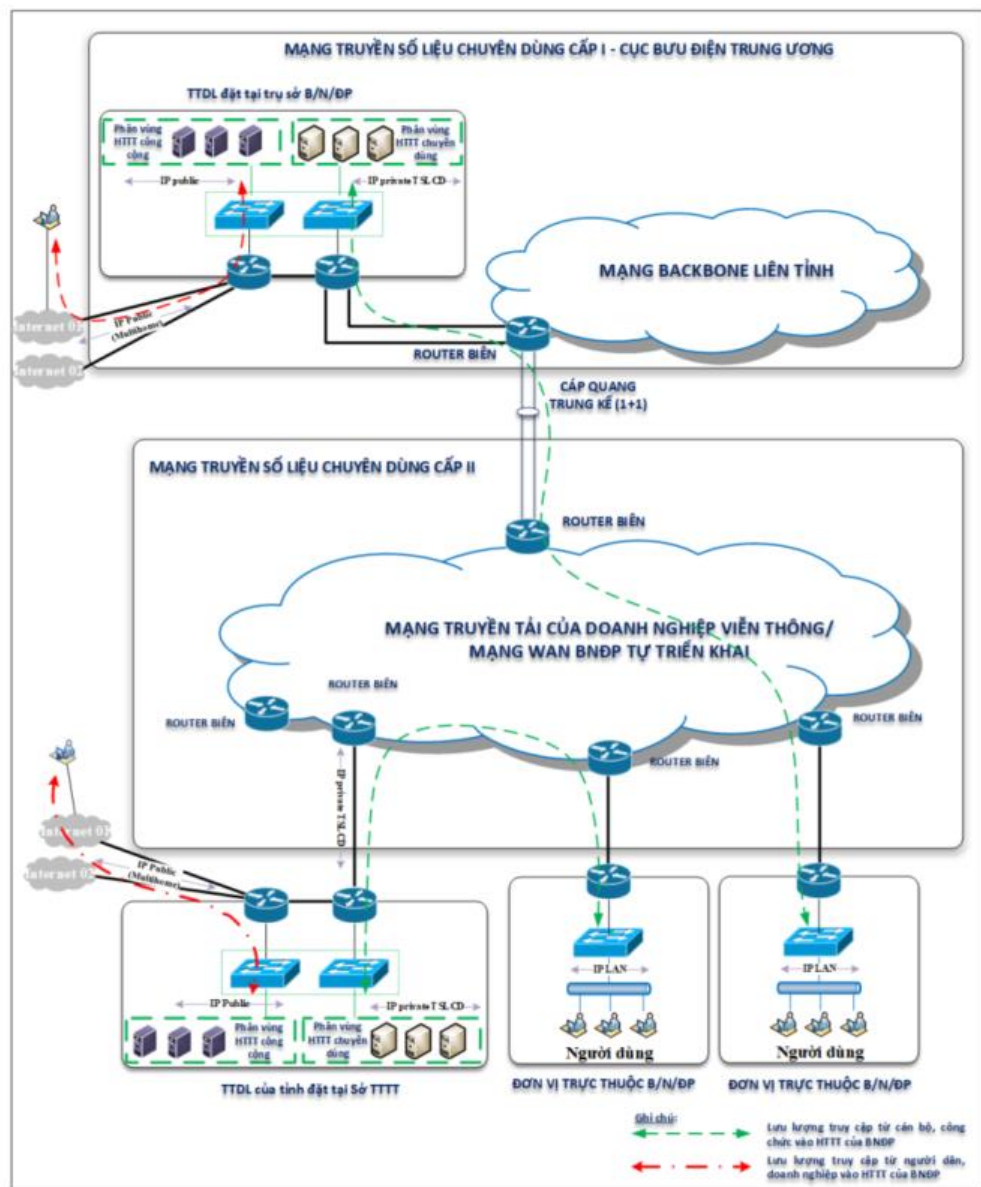 MẠNG TRUYỀN SỐ LIỆU CHUYÊN DÙNG CẤP I - CỤC BƯU ĐIỆN TRUNG ƯƠNG
TTDL đặt tại trụ sở B/N/ĐP
Phân vùng
HTTT công
cộng
Phân vùng
HTTT chuyên
dùng
IP public
IP private TSLCD
MẠNG BACKBONE LIÊN TỈNH
Internet 01
IP Public
(Multihome)
Internet 02
ROUTER BIÊN
CÁP QUANG
TRUNG KẾ (1+1)
MẠNG TRUYỀN SỐ LIỆU CHUYÊN DÙNG CẤP II
ROUTER BIÊN
MẠNG TRUYỀN TẢI CỦA DOANH NGHIỆP VIỄN THÔNG/
MẠNG WAN BNĐP TỰ TRIỂN KHAI
ROUTER BIÊN
ROUTER BIÊN
ROUTER BIÊN
ROUTER BIÊN
IP private TSLCD
Internet 01
IP Public
(Multihome)
Internet 02
IP Public
IP private TSLCD
Phân vùng
HTTT công
cộng
Phân vùng
HTTT chuyên
dùng
TTDL của tỉnh đặt tại Sở TTTT
IP LAN
Người dùng
ĐƠN VỊ TRỰC THUỘC B/N/ĐP
IP LAN
Người dùng
ĐƠN VỊ TRỰC THUỘC B/N/ĐP
Ghi chú:
Lưu lượng truy cập từ cán bộ, công
chức vào HTTT của BNĐP
Lưu lượng truy cập từ người dân,
doanh nghiệp vào HTTT của BNĐP